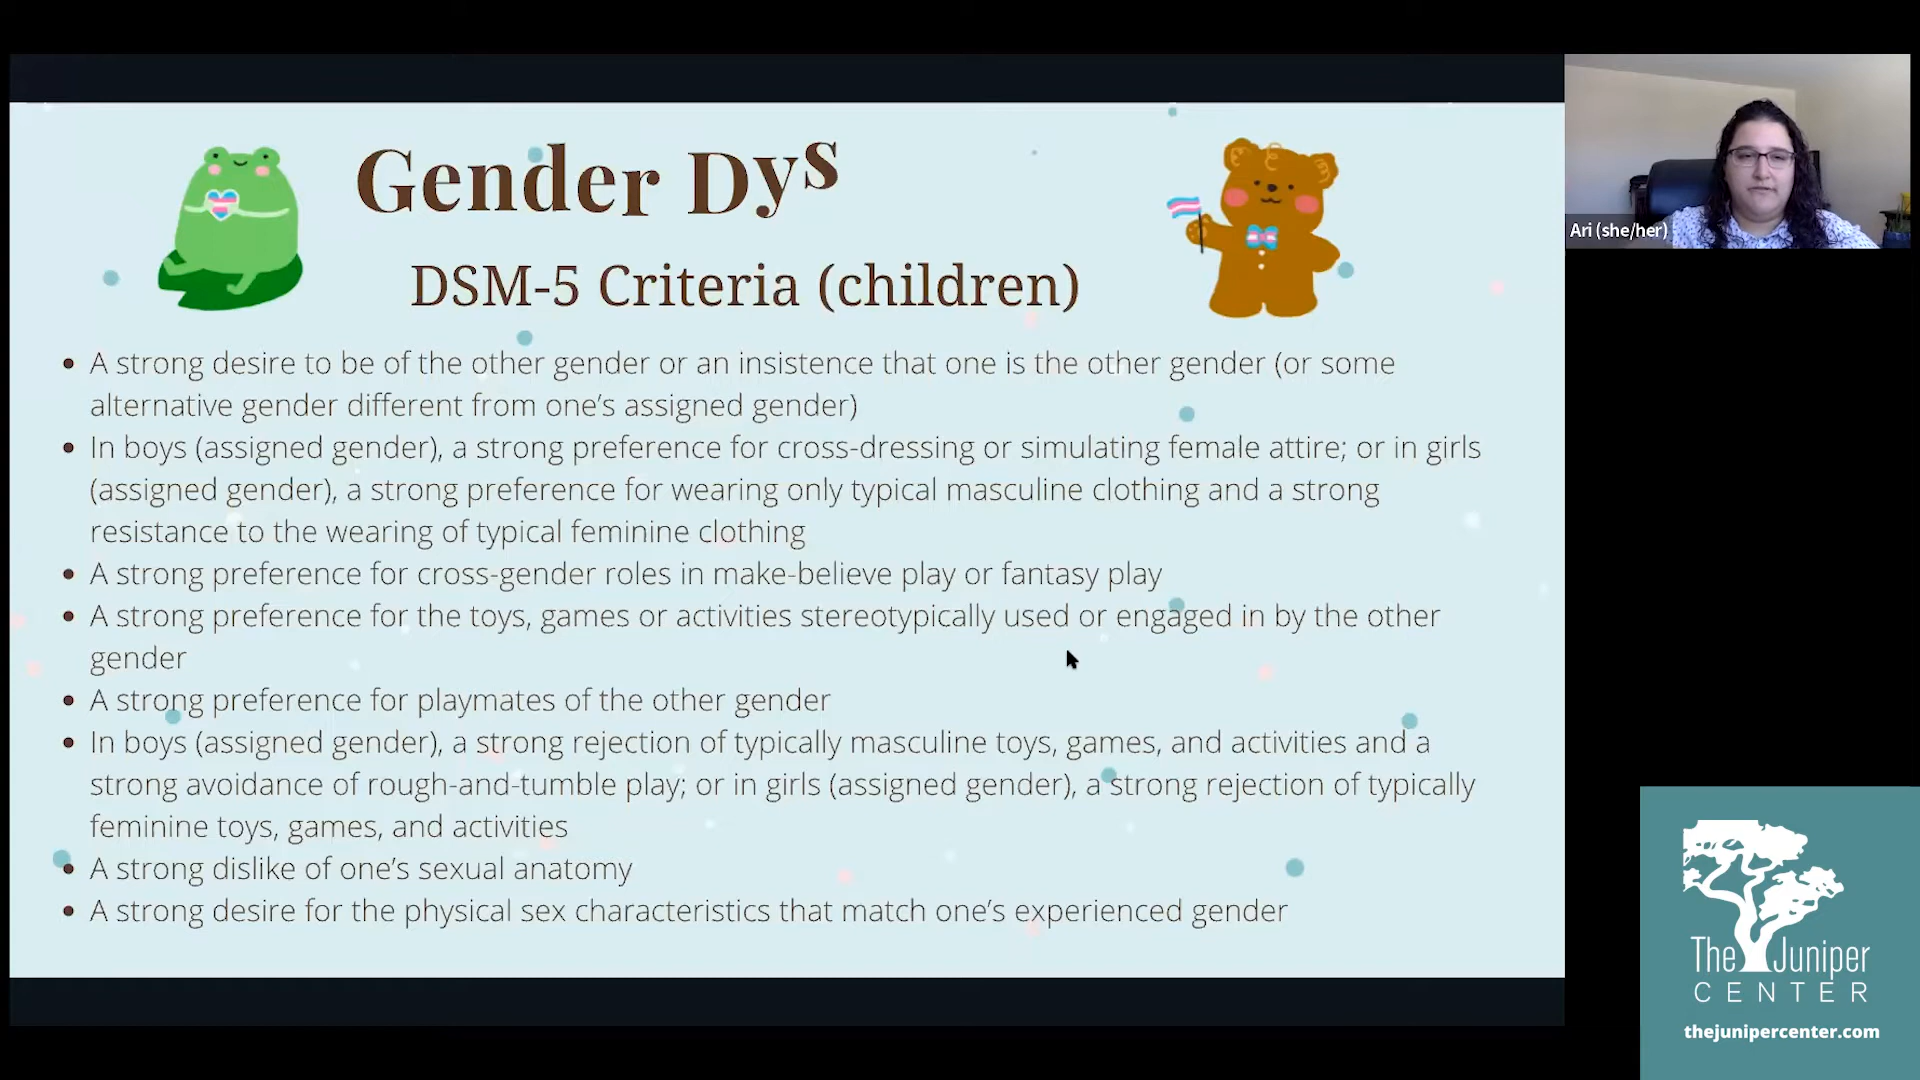 Gender Dys
DSM-5 Criteria (children)
• A strong desire to be of the other gender or an insistence that one is the other gender (or some
alternative gender different from one's assigned gender)
• In boys (assigned gender), a strong preference for cross-dressing or simulating female attire; or in girls
(assigned gender), a strong preference for wearing only typical masculine clothing and a strong
resistance to the wearing of typical feminine clothing
• A strong preference for cross-gender roles in make-believe play or fantasy play
• A strong preference for the toys, games or activities stereotypically used or engaged in by the other
gender
• A strong preference for playmates of the other gender
• In boys (assigned gender), a strong rejection of typically masculine toys, games, and activities and a
strong avoidance of rough-and-tumble play; or in girls (assigned gender), a strong rejection of typically
feminine toys, games, and activities
• A strong dislike of one's sexual anatomy
• A strong desire for the physical sex characteristics that match one's experienced gender
Ari (she/her)
The Juniper
CENTER
thejunipercenter.com